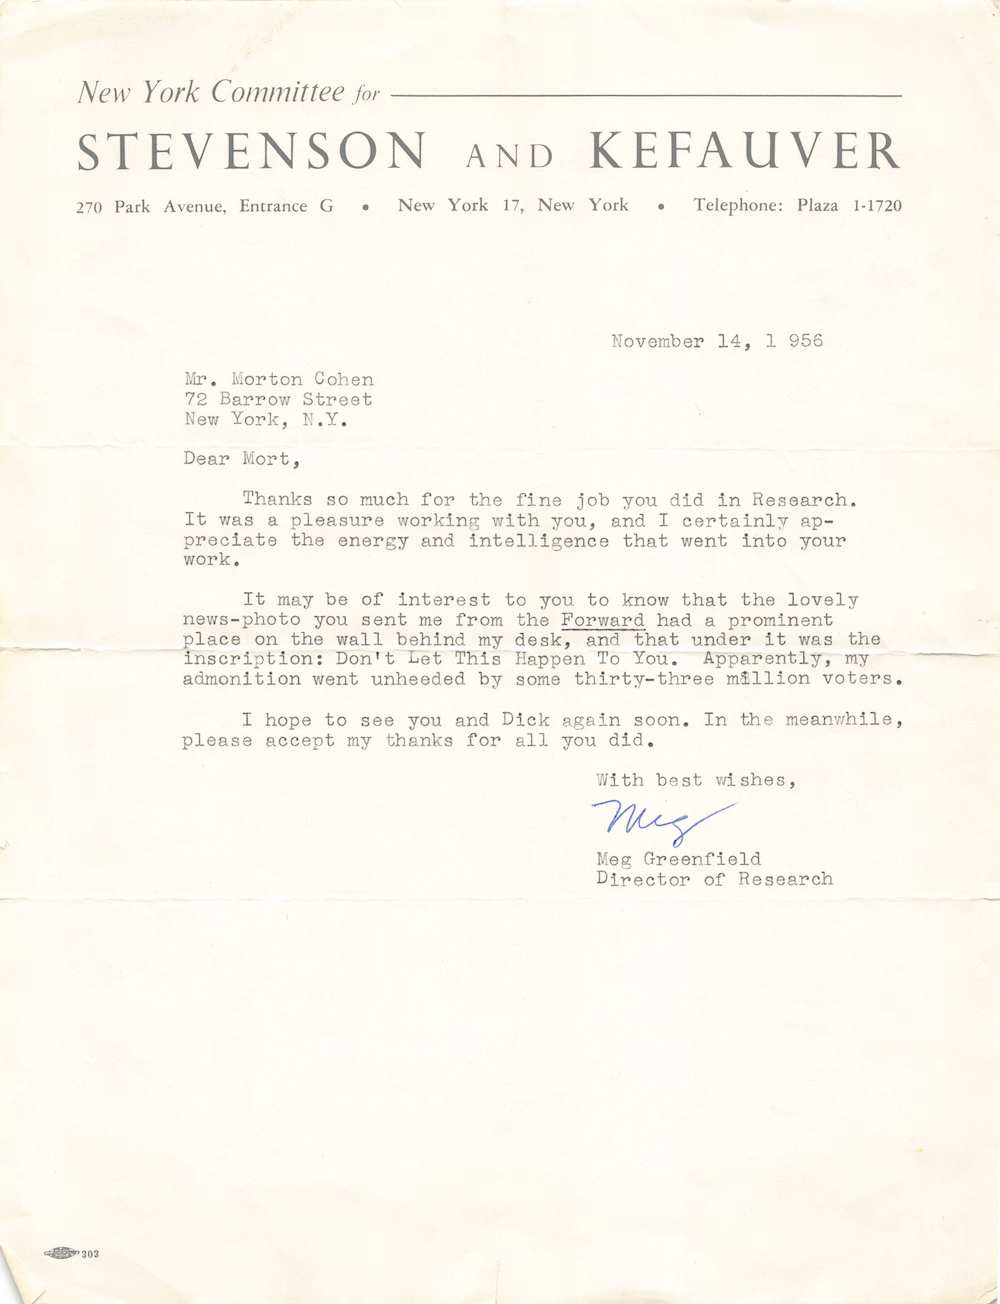 New York Committee for
STEVENSON AND KEFAUVER
270 Park Avenue, Entrance G • New York 17, New York • Telephone: Plaza 1-1720
November 14, 1 956
Mr. Morton Cohen
72 Barrow Street
New York, N.Y.
Dear Mort,
Thanks so much for the fine job you did in Research.
It was a pleasure working with you, and I certainly ap-
preciate the energy and intelligence that went into your
work.
It may be of interest to you to know that the lovely
news-photo you sent me from the Forward had a prominent
place on the wall behind my desk, and that under it was the
inscription: Don't Let This Happen To You. Apparently, my
admonition went unheeded by some thirty-three million voters.
I hope to see you and Dick again soon. In the meanwhile,
please accept my thanks for all you did.
With best wishes,
Meg
Meg Greenfield
Director of Research
303